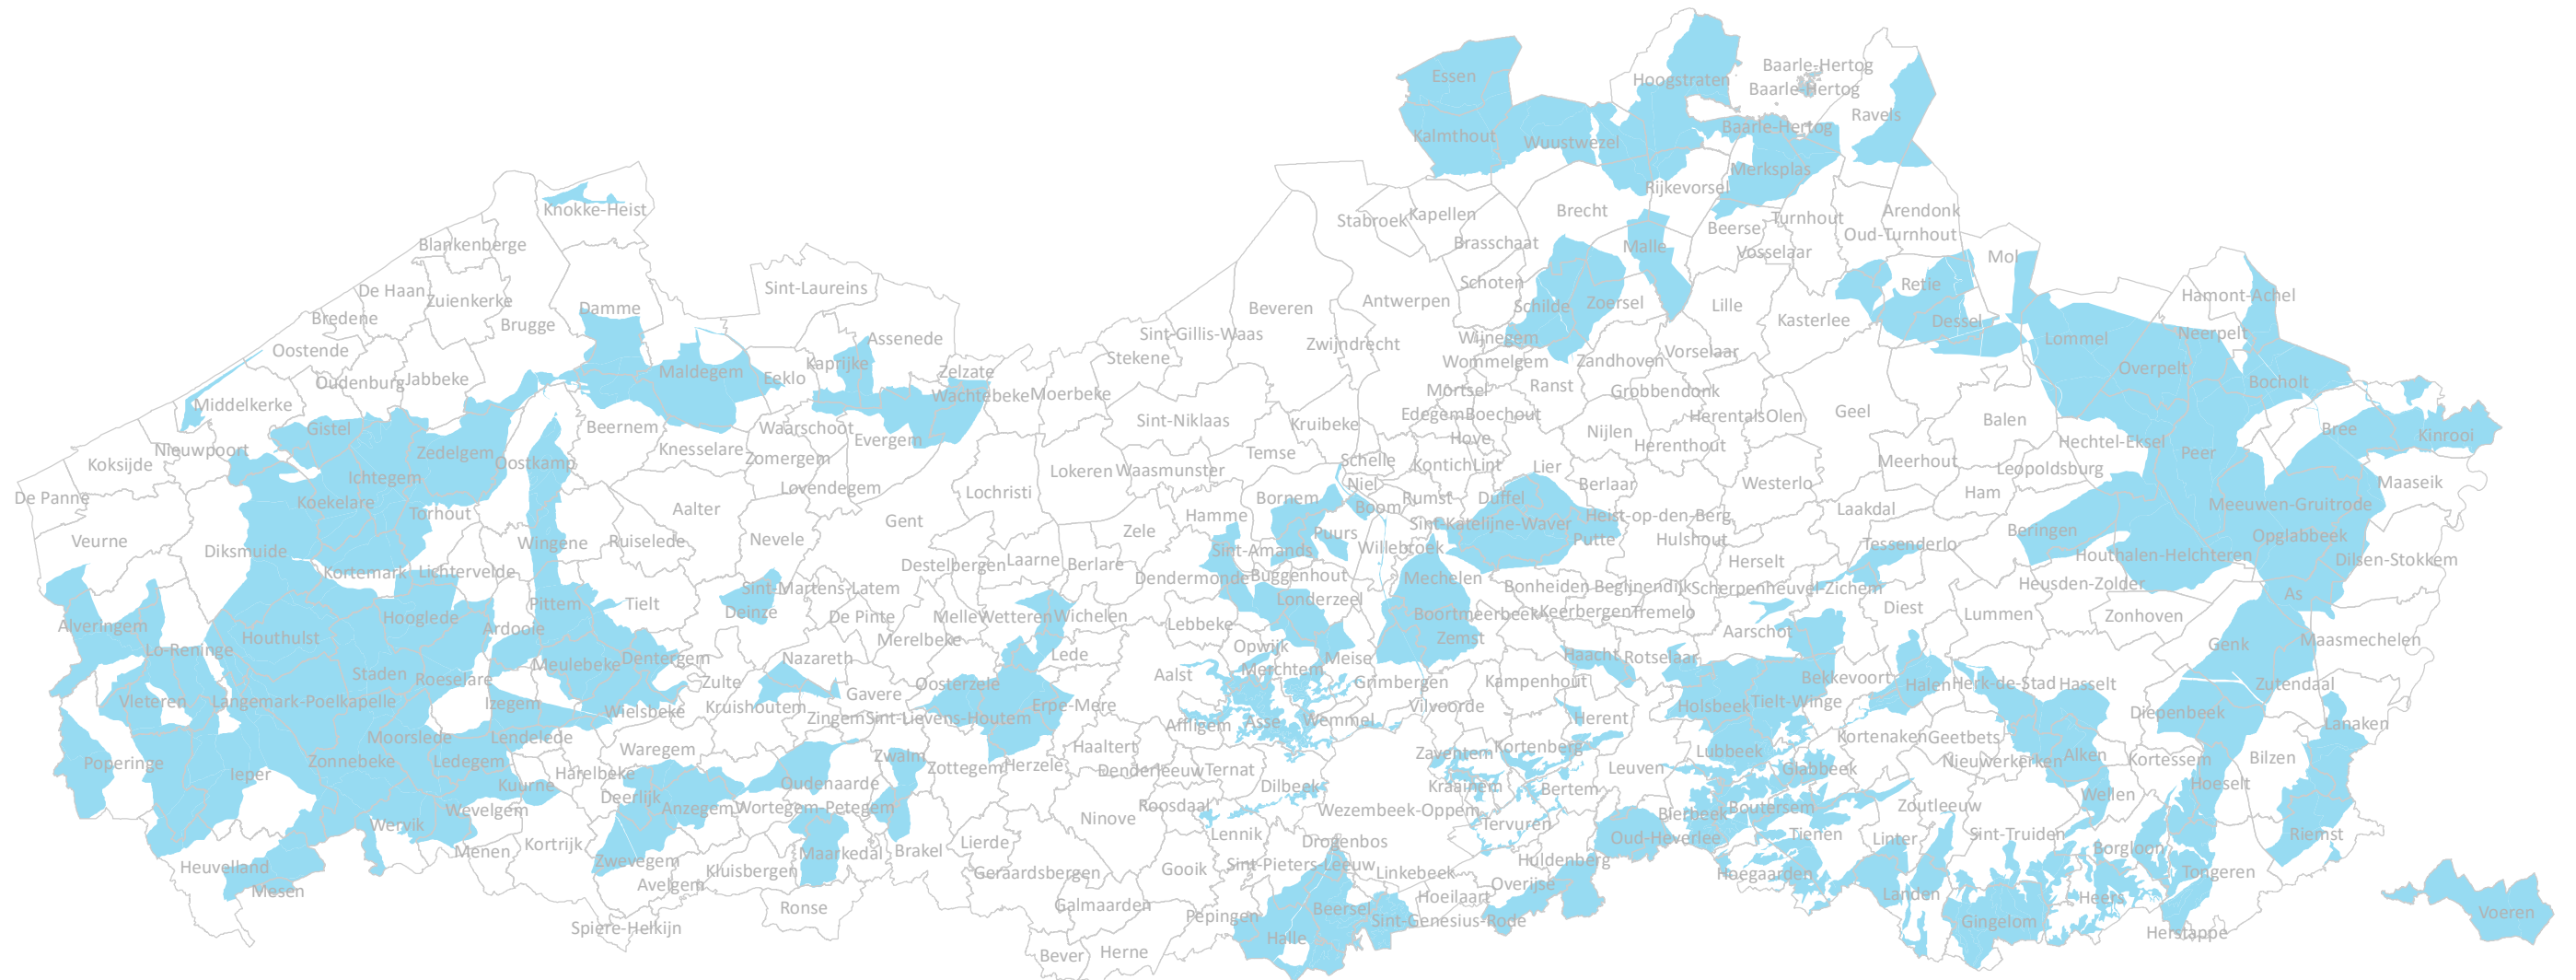 Baarle-Hertog
Essen
Hoogstraten
Baarle-Hertog
Ravels
Kalmthout
Baarle-Hertog
Wuustwezel
Merksplas
Rijkevorsel
Knokke-Heist
Stabroek
Kapellen
Brecht
Turnhout
Arendonk
Beerse
Oud-Turnhout
Blankenberge
Brasschaat
Malle
Vosselaar
Mol
Sint-Laureins
Schoten
Retie
De Haan
Zuienkerke
Damme
Beveren
Antwerpen
Schilde
Zoersel
Lille
Hamont-Achel
Bredene
Brugge
Kasterlee
Dessel
Sint-Gillis-Waas
Assenede
Wijnegem
Lommel
Neerpelt
Oostende
Stekene
Zwijndrecht
Kaprijke
Wommelgem
Zandhoven
Vorselaar
Maldegem
Eeklo
Zelzate
Overpelt
Oudenburg
Jabbeke
Wachtebeke
Moerbeke
Mortsel
Ranst
Grobbendonk
Bocholt
Middelkerke
Edegem
Boechout
Herentals
Olen
Geel
Balen
Beernem
Waarschoot
Sint-Niklaas
Kruibeke
Gistel
Evergem
Hove
Nijlen
Herenthout
Hechtel-Eksel
Bree
Kinrooi
Nieuwpoort
Zedelgem
Knesselare
Zomergem
Temse
Peer
Koksijde
Oostkamp
Lokeren
Waasmunster
Schelle
Kontich
Lint
Lier
Meerhout
Leopoldsburg
Ichtegem
Lovendegem
Lochristi
Niel
Berlaar
Westerlo
Ham
Maaseik
De Panne
Koekelare
Aalter
Bornem
Rumst
Duffel
Laakdal
Meeuwen-Gruitrode
Torhout
Gent
Hamme
Boom
Sint-Katelijne-Waver
Heist-op-den-Berg
Beringen
Veurne
Wingene
Ruiselede
Nevele
Zele
Puurs
Putte
Hulshout
Opglabbeek
Diksmuide
Sint-Amands
Willebroek
Tessenderlo
Houthalen-Helchteren
Herselt
Dilsen-Stokkem
Kortemark
Lichtervelde
Destelbergen
Laarne
Berlare
Dendermonde
Buggenhout
Mechelen
Bonheiden
Begijnendijk
Scherpenheuvel-Zichem
Heusden-Zolder
As
Sint-Martens-Latem
Pittem
Tielt
Deinze
De Pinte
Melle
Wetteren
Wichelen
Londerzeel
Boortmeerbeek
Keerbergen
Tremelo
Diest
Lummen
Zonhoven
Hooglede
Alveringem
Ardooie
Lebbeke
Aarschot
Houthulst
Merelbeke
Zemst
Genk
Maasmechelen
Lo-Reninge
Opwijk
Meulebeke
Dentergem
Nazareth
Lede
Meise
Haacht
Rotselaar
Staden
Roeselare
Zulte
Oosterzele
Aalst
Merchtem
Grimbergen
Kampenhout
Bekkevoort
Halen
Herk-de-Stad
Hasselt
Zutendaal
Vleteren
Langemark-Poelkapelle
Izegem
Wielsbeke
Kruishoutem
Gavere
Erpe-Mere
Vilvoorde
Holsbeek
Tielt-Winge
Diepenbeek
Zingem
Sint-Lievens-Houtem
Affligem
Asse
Wemmel
Herent
Lanaken
Moorslede
Lendelede
Waregem
Haaltert
Kortenberg
Lubbeek
Kortenaken
Geetbets
Poperinge
Ieper
Zonnebeke
Ledegem
Zwalm
Zottegem
Herzele
Denderleeuw
Ternat
Zaventem
Leuven
Glabbeek
Nieuwerkerken
Alken
Kortessem
Bilzen
Harelbeke
Kuurne
Oudenaarde
Dilbeek
Kraainem
Bertem
Hoeselt
Deerlijk
Wevelgem
Anzegem
Wortegem-Petegem
Roosdaal
Wezembeek-Oppem
Bierbeek
Boutersem
Zoutleeuw
Wellen
Wervik
Ninove
Tervuren
Menen
Kortrijk
Lierde
Lennik
Drogenbos
Oud-Heverlee
Tienen
Linter
Sint-Truiden
Riemst
Heuvelland
Zwevegem
Maarkedal
Brakel
Borgloon
Kluisbergen
Geraardsbergen
Gooik
Sint-Pieters-Leeuw
Linkebeek
Huldenberg
Hoegaarden
Tongeren
Mesen
Avelgem
Overijse
Hoeilaart
Landen
Heers
Ronse
Galmaarden
Pepingen
Beersel
Sint-Genesius-Rode
Gingelom
Voeren
Spiere-Helkijn
Halle
Herstappe
Bever
Herne